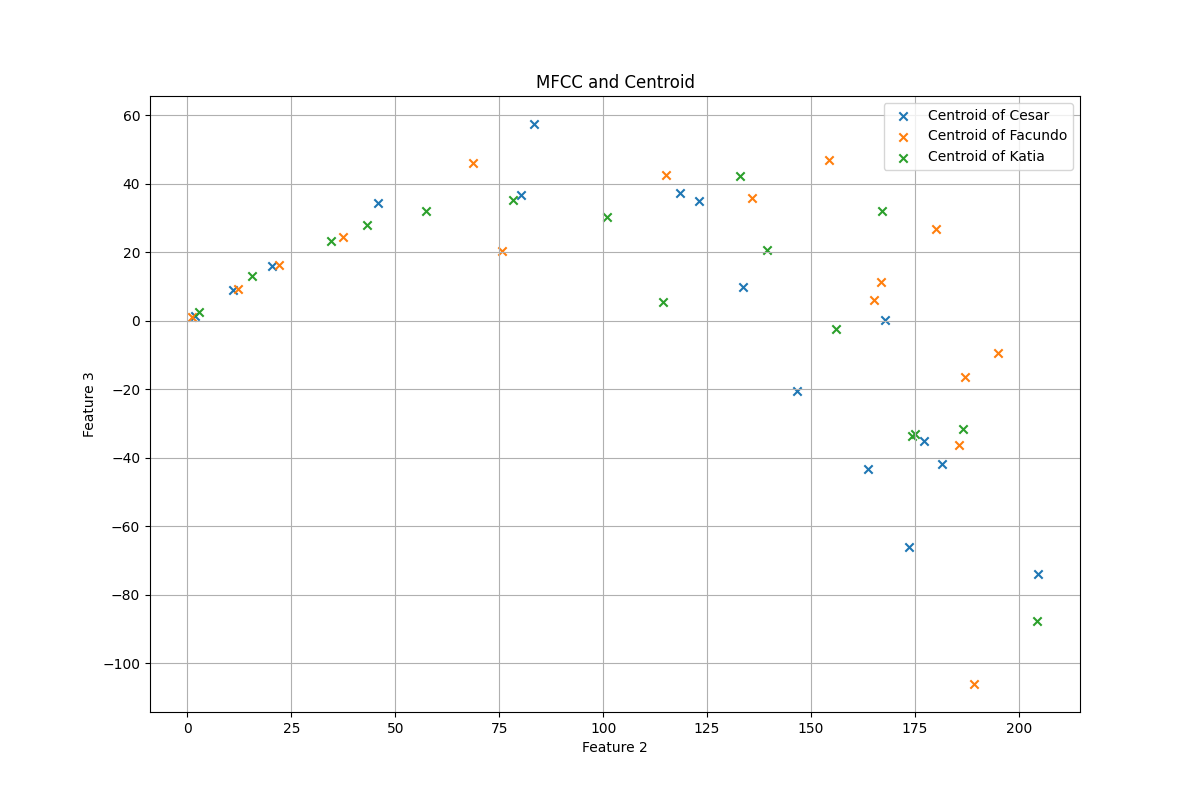 MFCC and Centroid
Centroid of Cesar
Centroid of Facundo
Centroid of Katia
60
40
20
0
−20
−40
−60
−80
−100
Feature 3
0 25 50 75 100 125 150 175 200
Feature 2